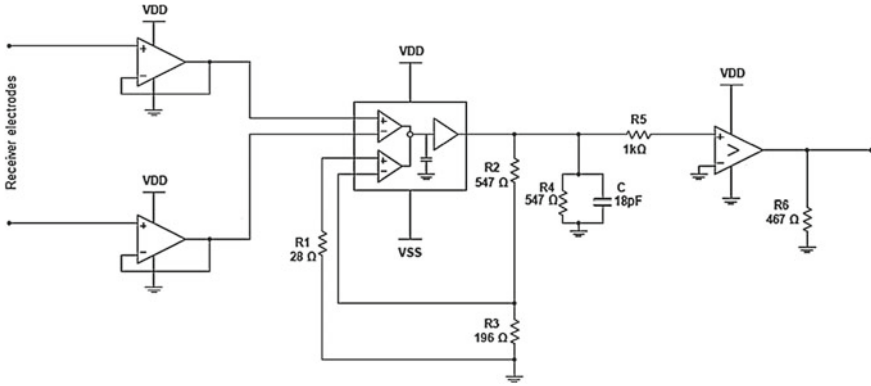 VDD
Receiver electrodes
+
−
VDD
+
−
VDD
+
−
+
−
VSS
R1
28 Ω
R2
547 Ω
R3
196 Ω
R4
547 Ω
C
18pF
R5
1kΩ
VDD
+
−
>
R6
467 Ω